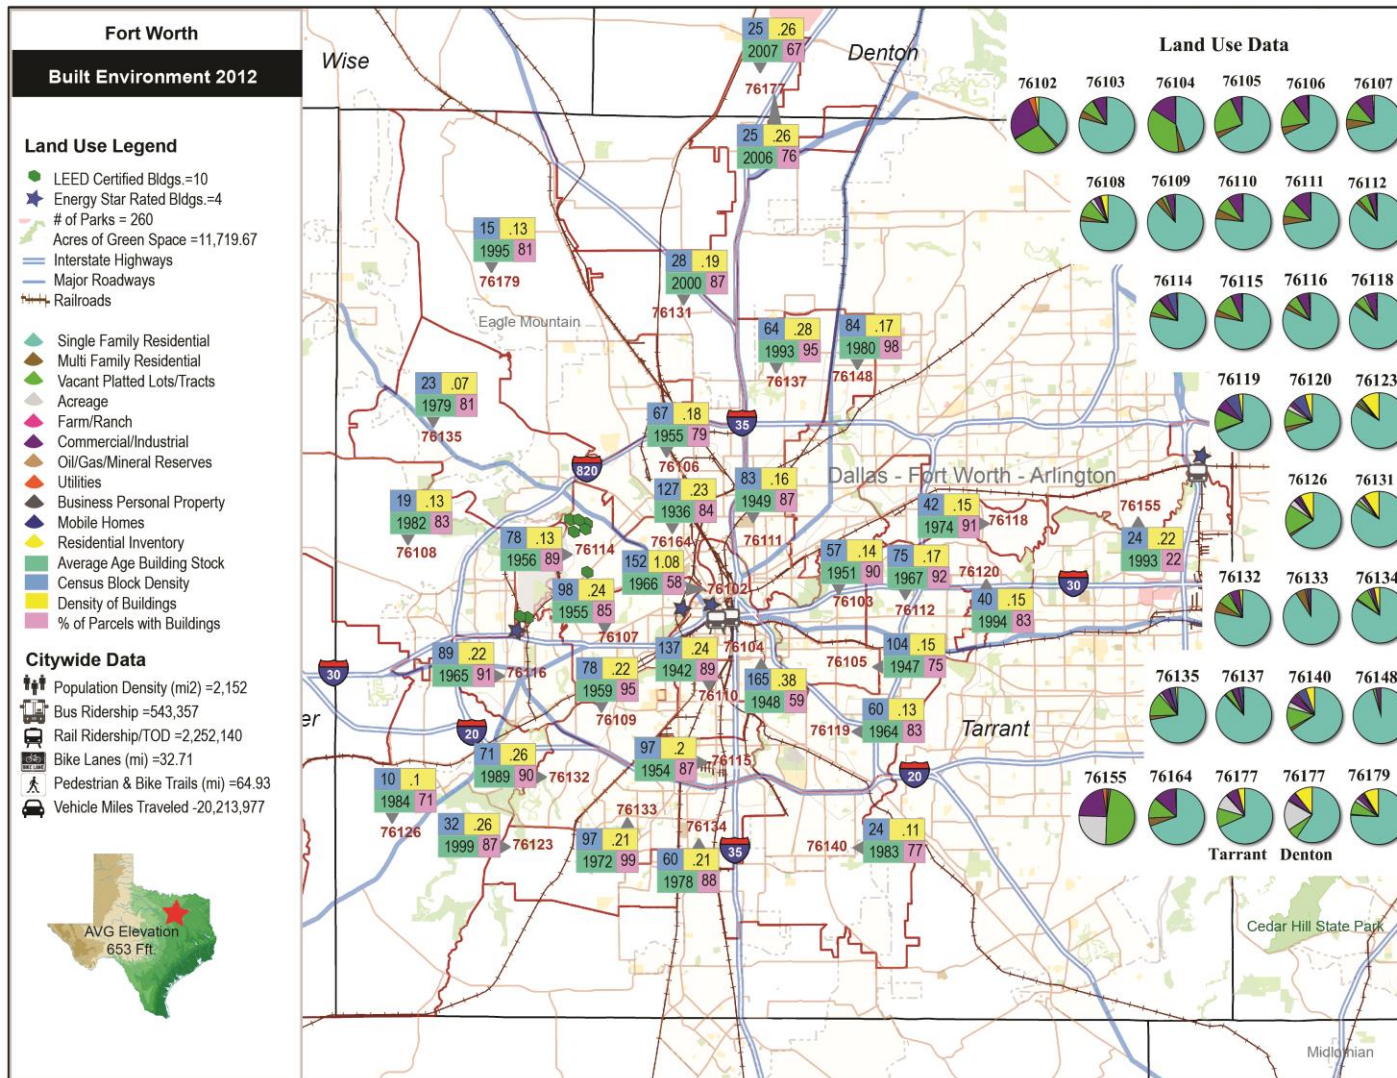 Fort Worth
Built Environment 2012
Land Use Legend
LEED Certified Bldgs.=10
Energy Star Rated Bldgs.=4
# of Parks = 260
Acres of Green Space =11,719.67
Interstate Highways
Major Roadways
Railroads
Single Family Residential
Multi Family Residential
Vacant Platted Lots/Tracts
Acreage
Farm/Ranch
Commercial/Industrial
Oil/Gas/Mineral Reserves
Utilities
Business Personal Property
Mobile Homes
Residential Inventory
Average Age Building Stock
Census Block Density
Density of Buildings
% of Parcels with Buildings
Citywide Data
Population Density (mi2) =2,152
Bus Ridership =543,357
Rail Ridership/TOD =2,252,140
BIKE LANE
Bike Lanes (mi) =32.71
Pedestrian & Bike Trails (mi) =64.93
Vehicle Miles Traveled -20,213,977
AVG Elevation
653 Fft.
Wise
Denton
25 .26
2007 67
76177
25 .26
2006 76
15 .13
1995 81
76179
28 .19
2000 87
76131
Eagle Mountain
64 .28
1993 95
76137
84 .17
1980 98
76148
23 .07
1979 81
76135
67 .18
1955 79
76106
35
820
Dallas - Fort Worth - Arlington
19 .13
1982 83
76108
127 .23
1936 84
76164
83 .16
1949 87
76111
42 .15
1974 91
76118
76155
24 .22
1993 22
78 .13
1956 89
76114
152 1.08
1966 58
76102
57 .14
1951 90
76103
75 .17
1967 92
76112
76120
40 .15
1994 83
30
98 .24
1955 85
76107
89 .22
1965 91
76116
78 .22
1959 95
76109
137 .24
1942 89
76110
76104
165 .38
1948 59
76105
104 .15
1947 75
30
er
76119
60 .13
1964 83
Tarrant
20
71 .26
1989 90
76132
97 .2
1954 87
76115
20
10 .1
1984 71
76126
32 .26
1999 87
76123
76133
97 .21
1972 99
76134
60 .21
1978 88
35
76140
24 .11
1983 77
Cedar Hill State Park
Midlothian
Land Use Data
76102 76103 76104 76105 76106 76107
76108 76109 76110 76111 76112
76114 76115 76116 76118
76119 76120 76123
76126 76131
76132 76133 76134
76135 76137 76140 76148
76155 76164 76177 76177 76179
Tarrant Denton